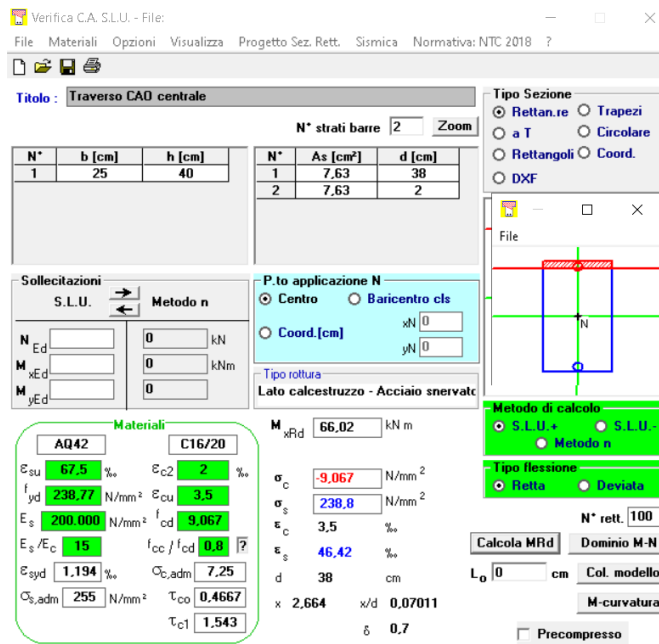 Verifica C.A. S.L.U. - File:
File Materiali Opzioni Visualizza Progetto Sez. Rett. Sismica Normativa: NTC 2018 ?
Titolo : Traverso CAO centrale
N* strati barre 2 Zoom
N* b [cm] h [cm]
1 25 40
N* As [cm²] d [cm]
1 7,63 38
2 7,63 2
Tipo Sezione
Rettan.re Trapezi
a T Circolare
Rettangoli Coord.
DXF
File
N
Sollecitazioni
S.L.U. Metodo n
N Ed 0 kN
M xEd 0 kNm
M yEd 0
P.to applicazione N
Centro Baricentro cls
Coord.[cm] xN 0
yN 0
Tipo rottura
Lato calcestruzzo - Acciaio snervato
Metodo di calcolo
S.L.U.+ S.L.U.-
Metodo n
Tipo flessione
Retta Deviata
Materiali
AQ42 C16/20
εsu 67,5 ‰ εc2 2 ‰
fyd 238,77 N/mm² εcu 3,5
Es 200.000 N/mm² fcd 9,067
Es/Ec 15 fcc / fcd 0,8 ?
εsyd 1,194 ‰ σc,adm 7,25
σs,adm 255 N/mm² τco 0,4667
τc1 1,543
M xRd 66,02 kN m
σc -9,067 N/mm²
σs 238,8 N/mm²
εc 3,5 ‰
εs 46,42 ‰
d 38 cm
x 2,664 x/d 0,07011
δ 0,7
N* rett. 100
Calcola MRd Dominio M-N
Lo 0 cm Col. modello
M-curvatura
Precompresso